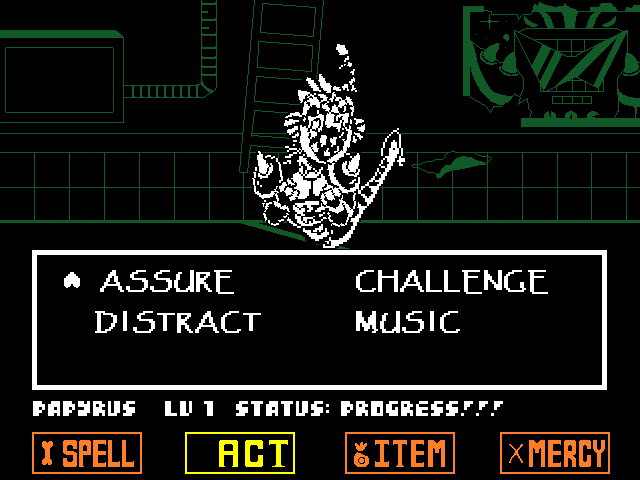 ASSURE CHALLENGE
DISTRACT MUSIC
PAPYRUS LV 1 STATUS: PROGRESS!!!
SPELL ACT ITEM MERCY